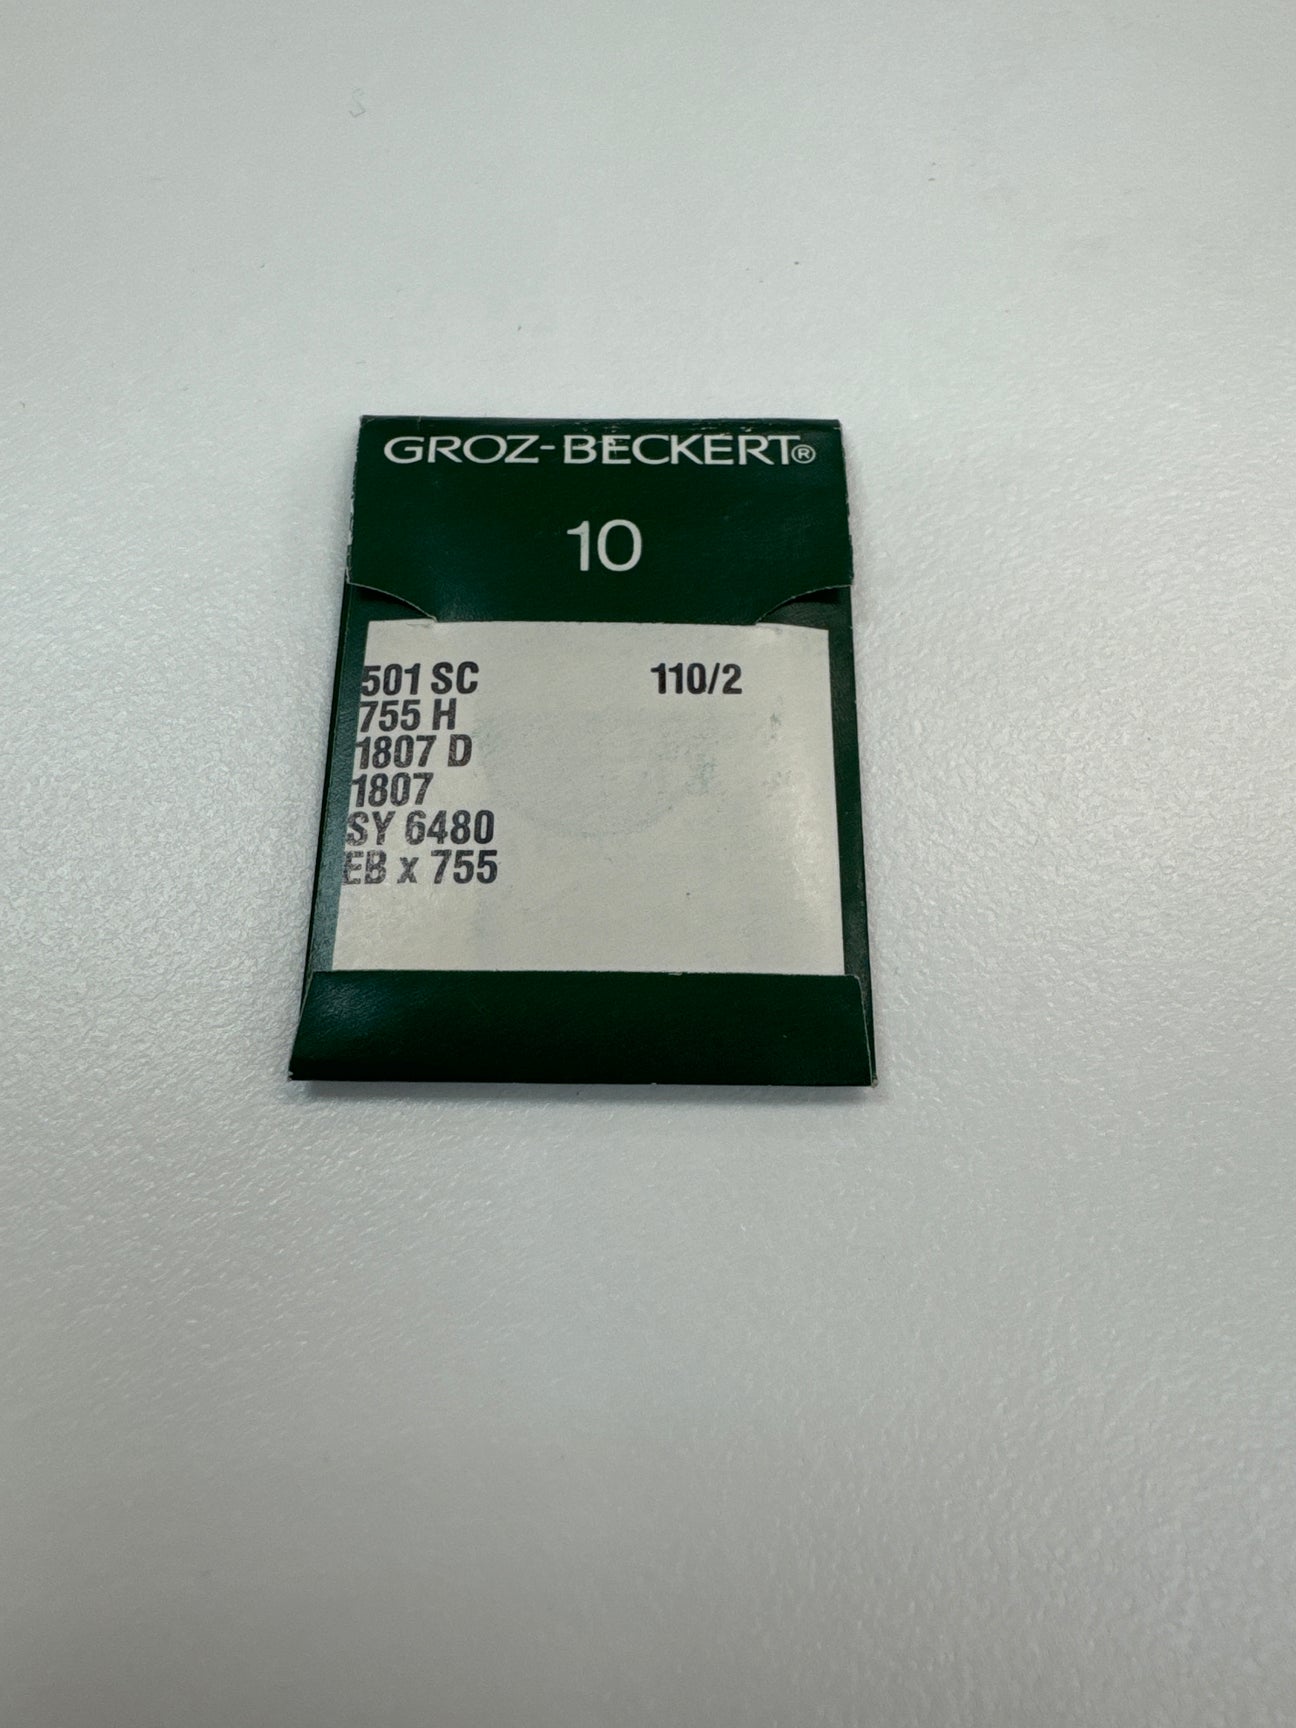 GROZ-BECKERT®
10
501 SC 110/2
755 H
1807 D
1807
SY 6480
EB x 755